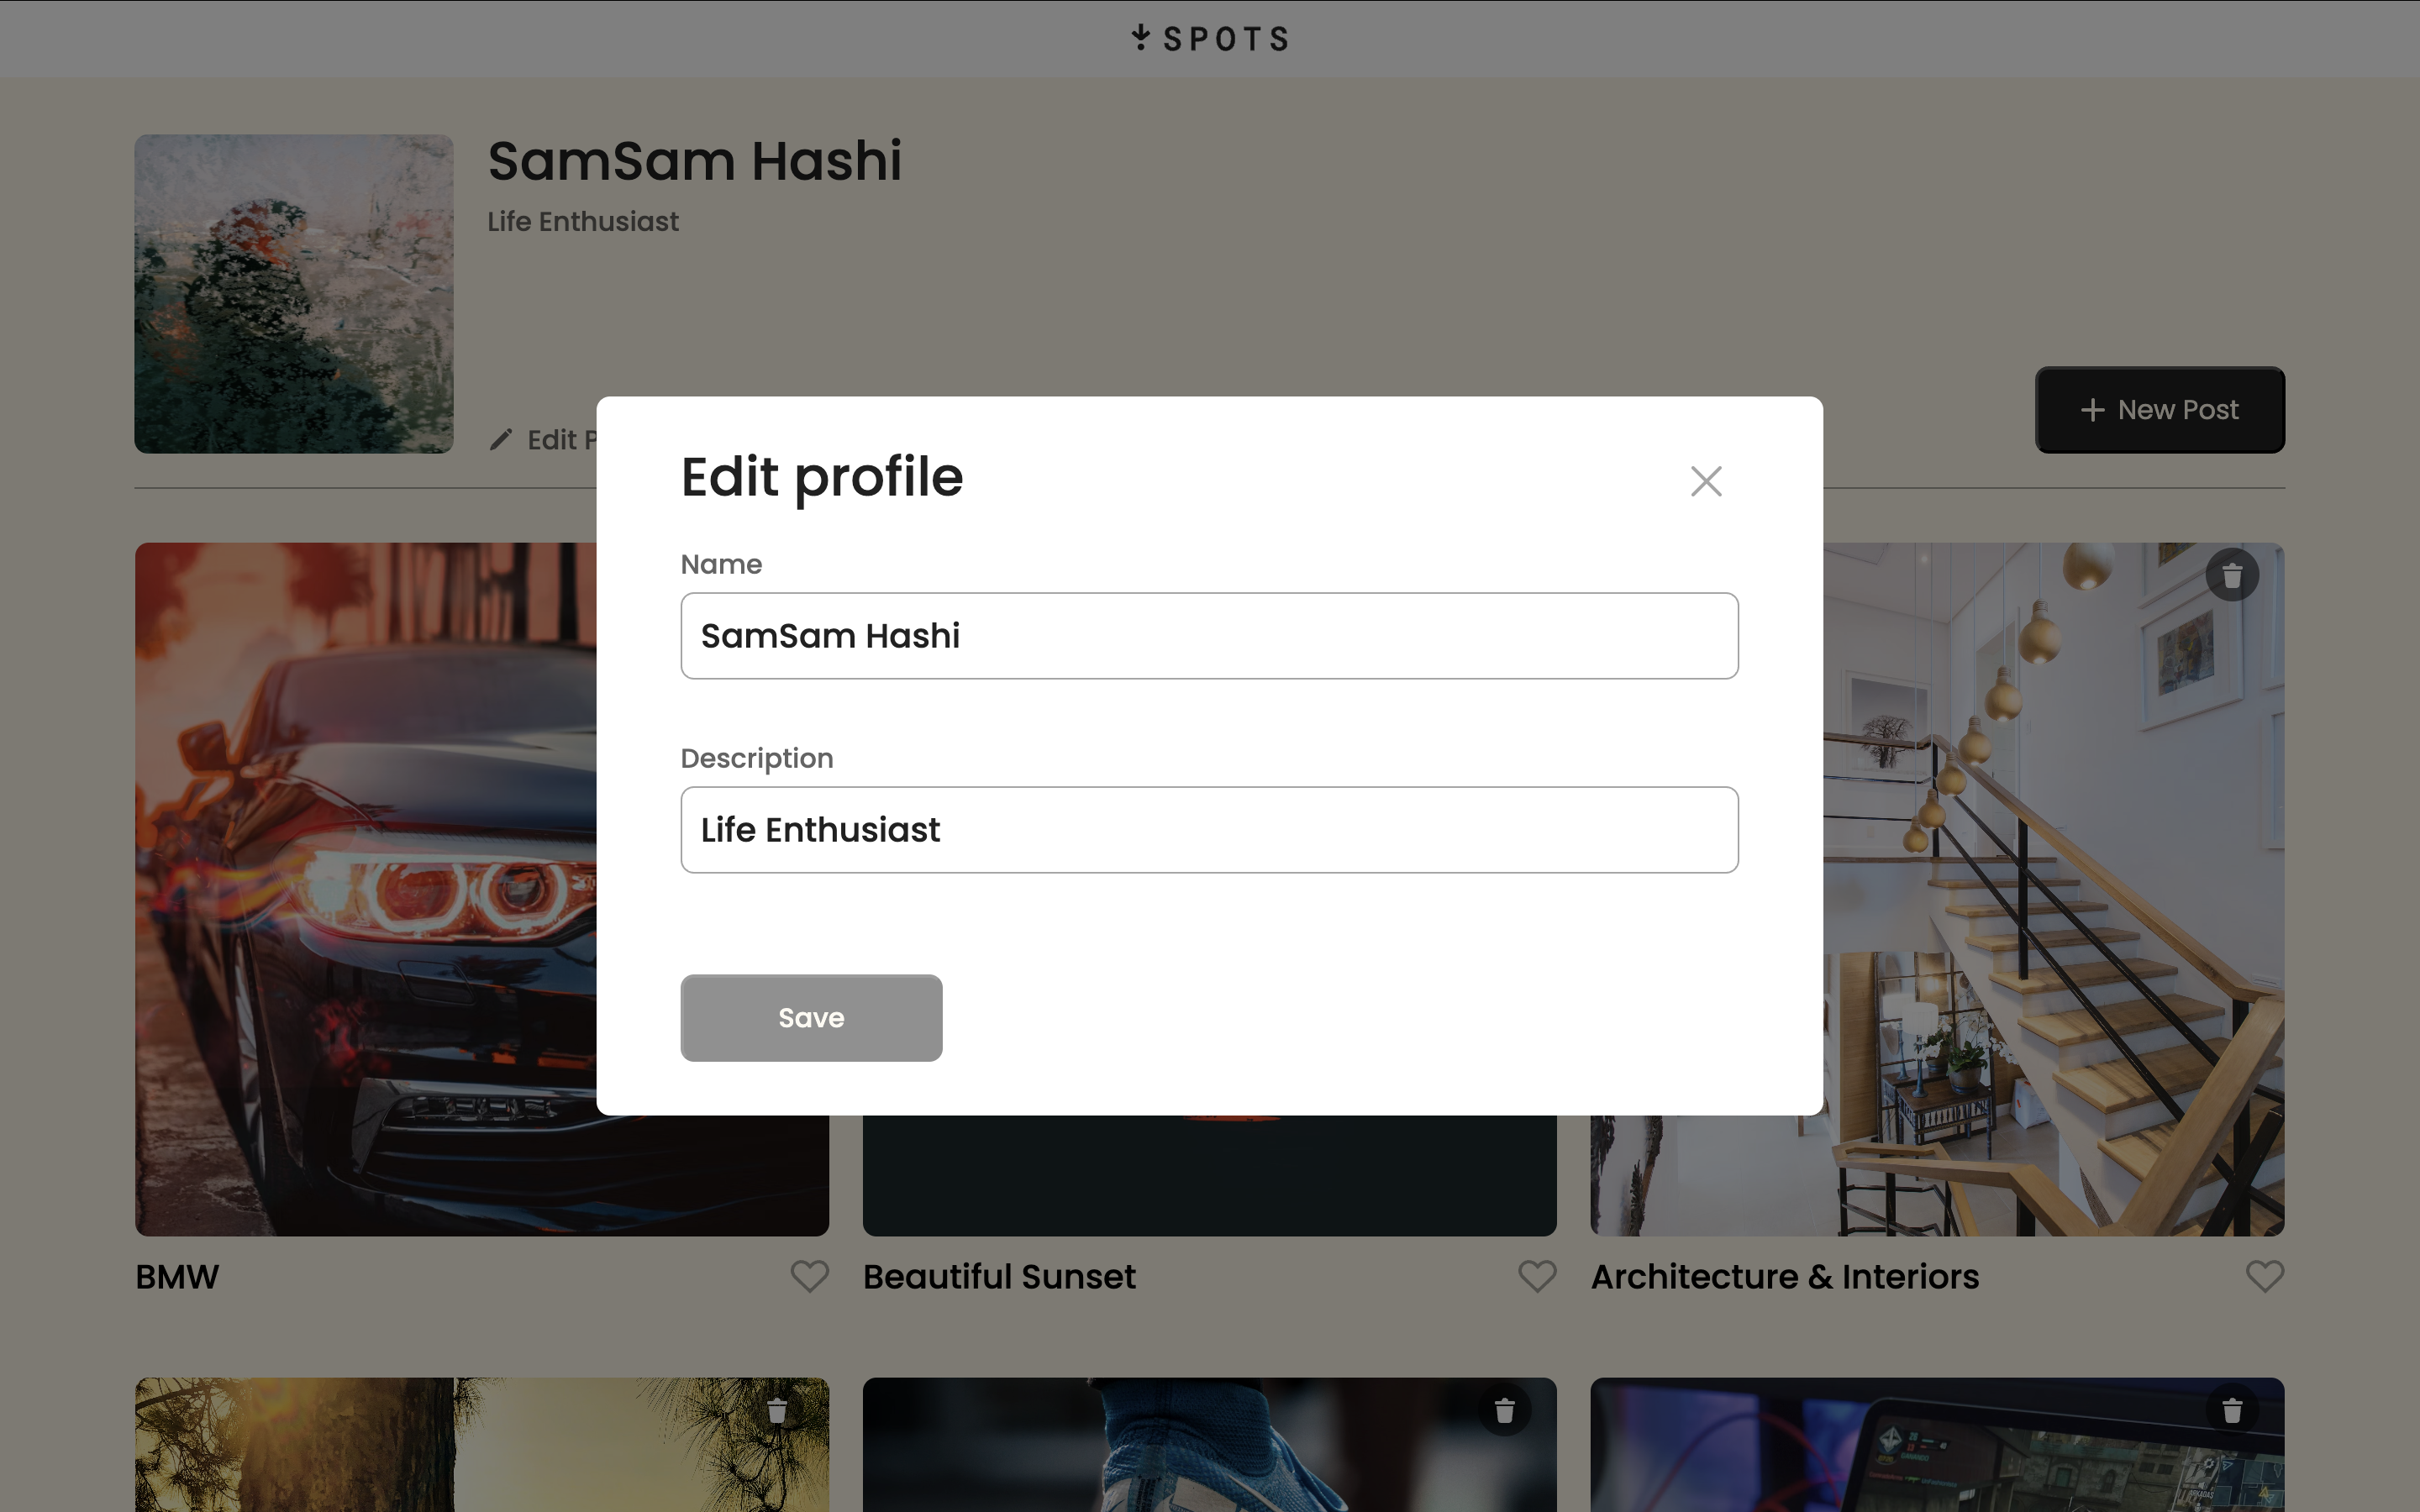 SPOTS
SamSam Hashi
Life Enthusiast
Edit P
New Post
Edit profile
Name
SamSam Hashi
Description
Life Enthusiast
Save
BMW
Beautiful Sunset
Architecture & Interiors